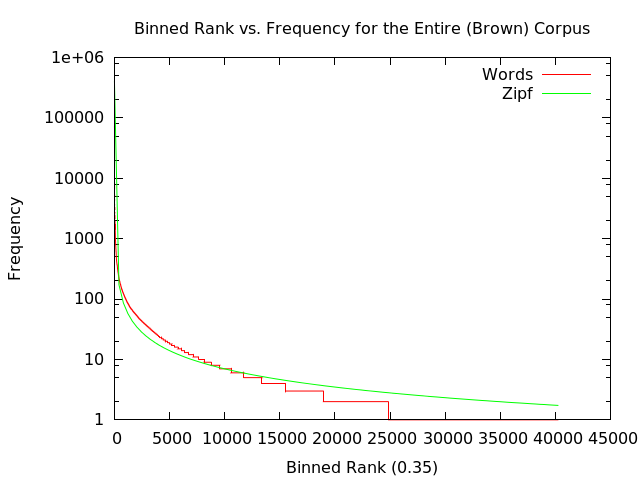 Binned Rank vs. Frequency for the Entire (Brown) Corpus
1e+06
Words
Zipf
100000
10000
1000
100
10
1
Frequency
0 5000 10000 15000 20000 25000 30000 35000 40000 45000
Binned Rank (0.35)